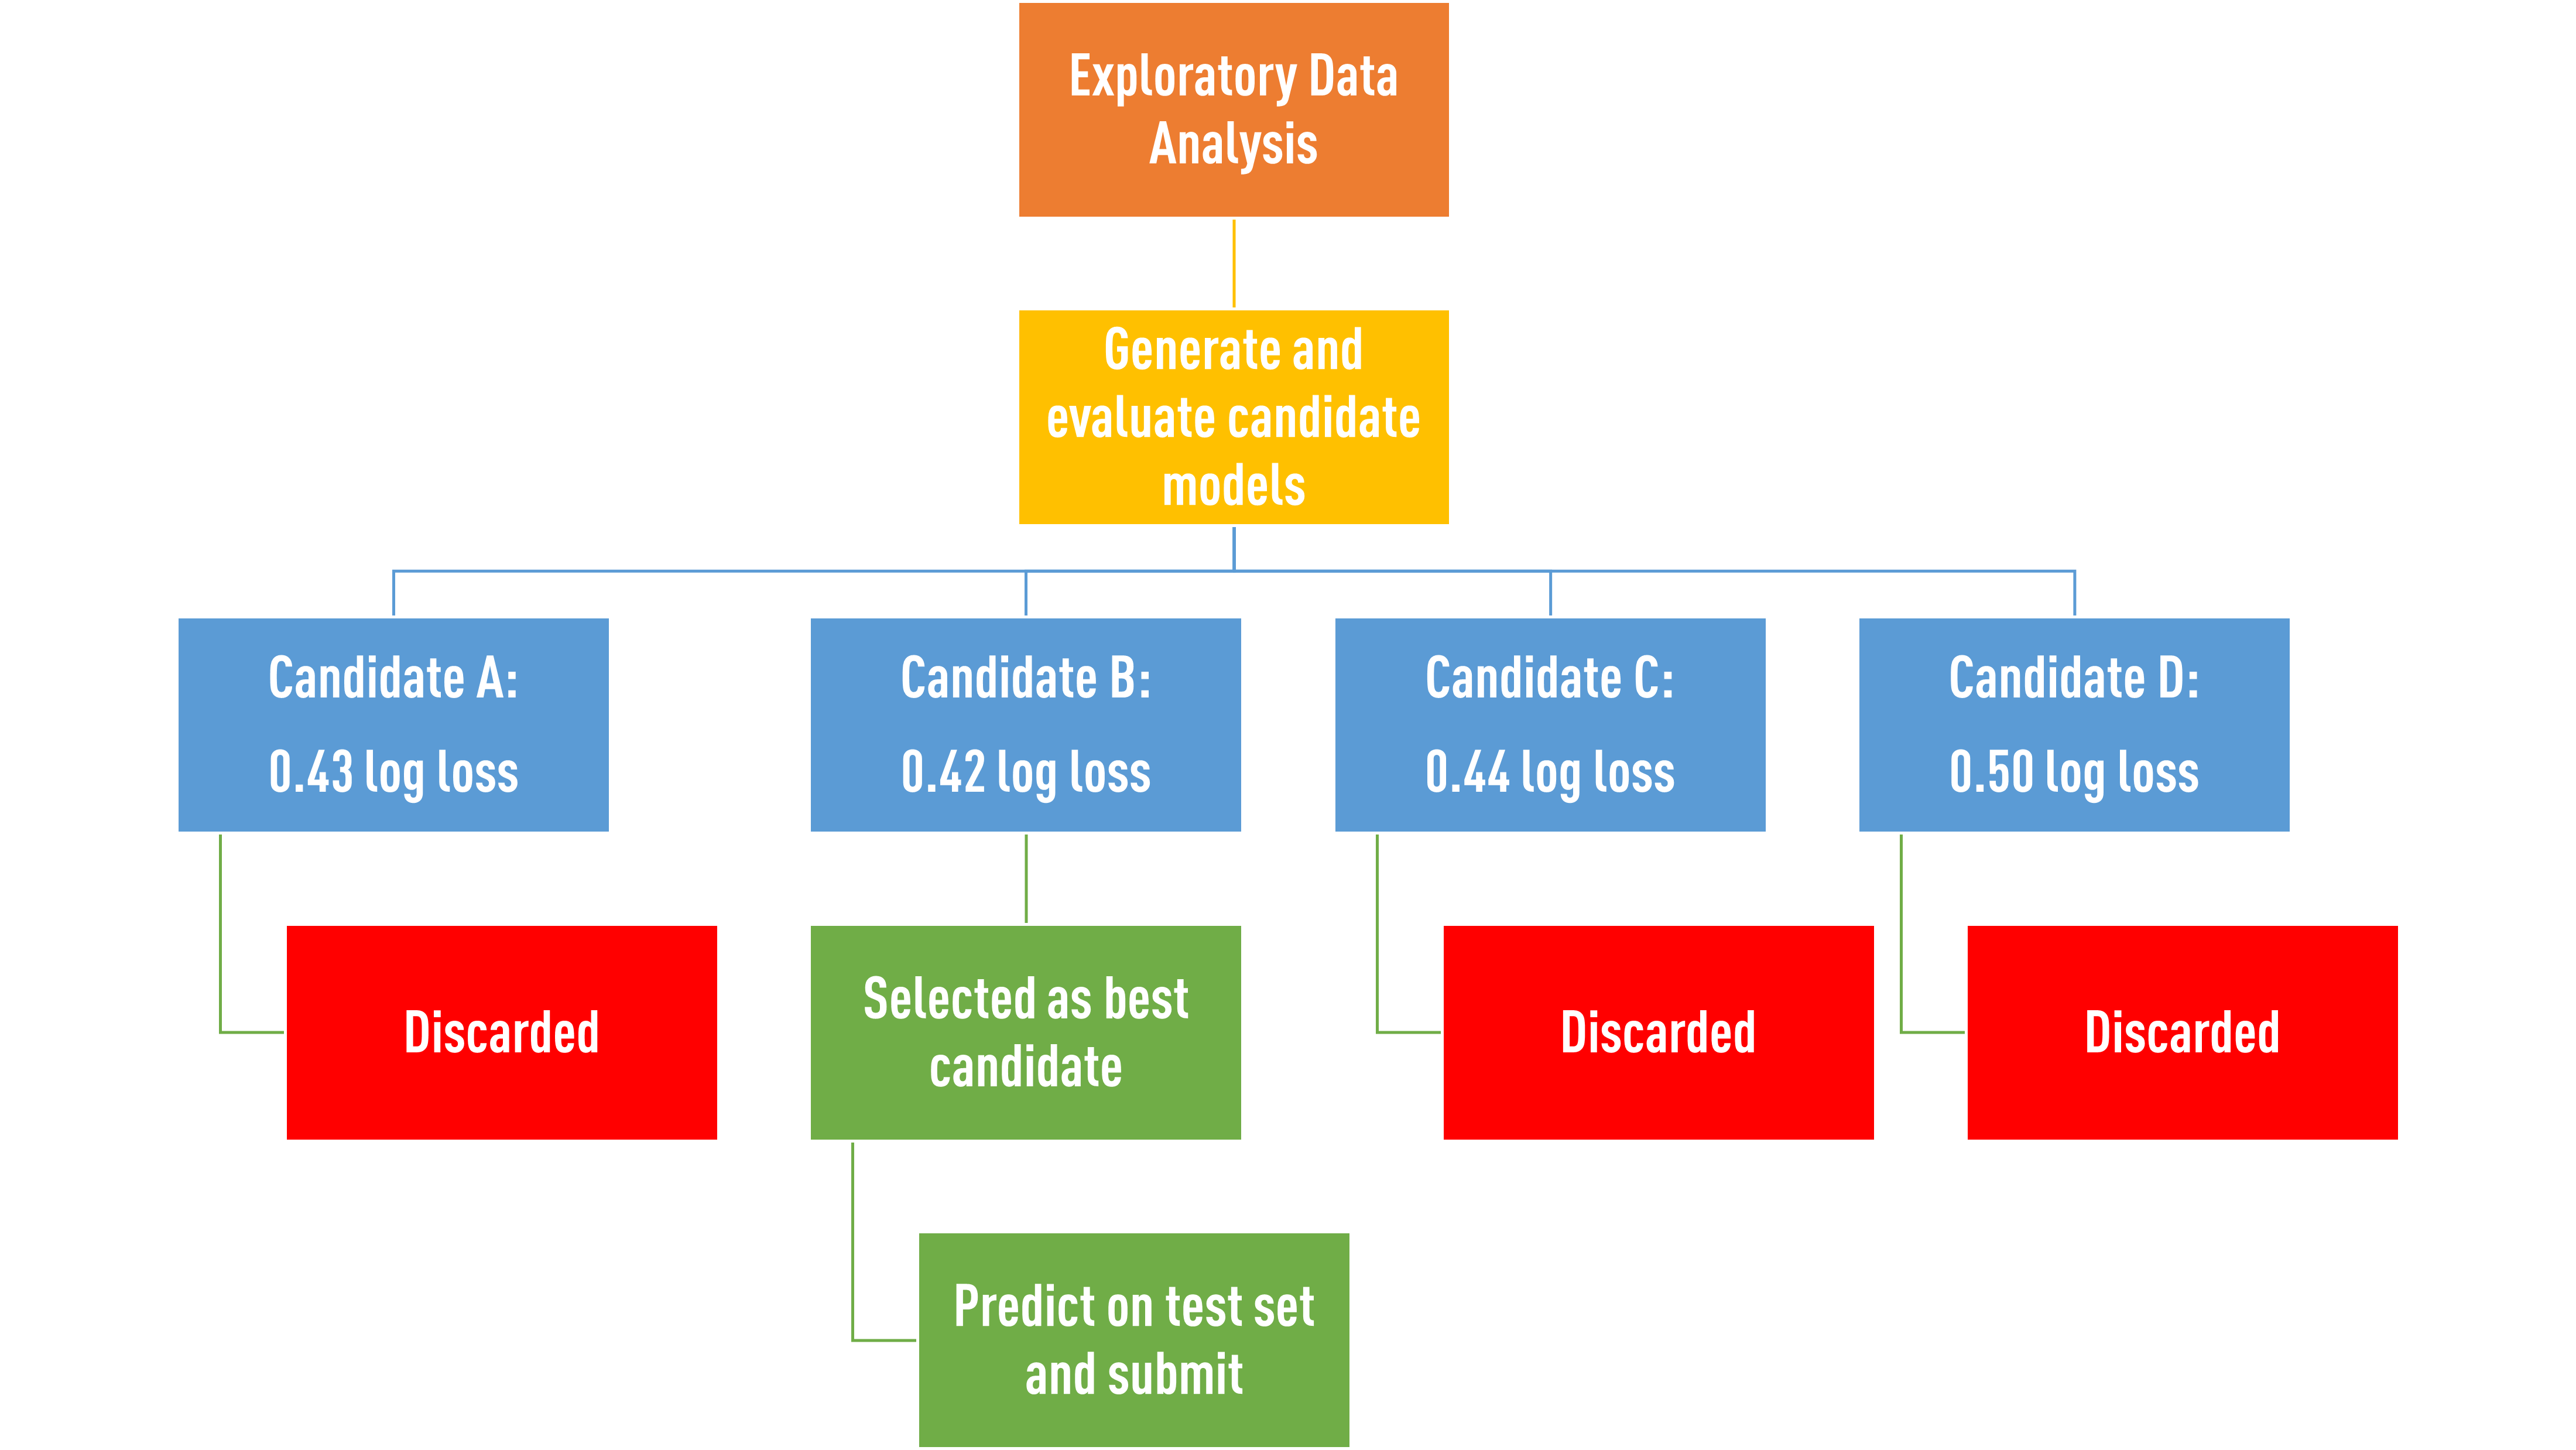 Exploratory Data
Analysis
Generate and
evaluate candidate
models
Candidate A:
0.43 log loss
Candidate B:
0.42 log loss
Candidate C:
0.44 log loss
Candidate D:
0.50 log loss
Discarded
Selected as best
candidate
Discarded
Discarded
Predict on test set
and submit